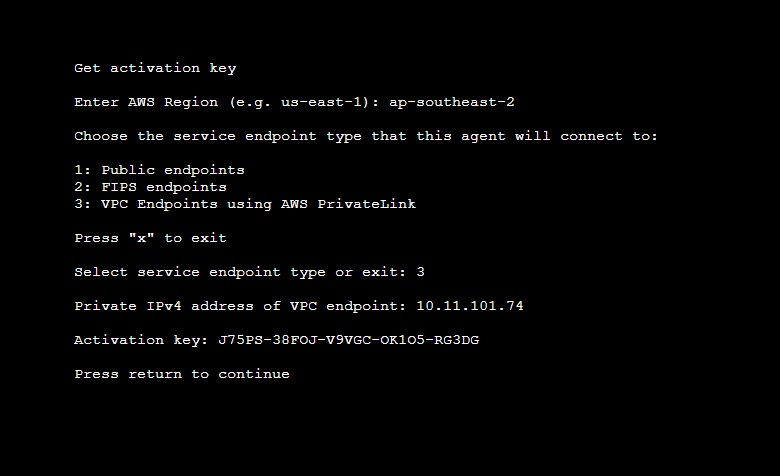 Get activation key
Enter AWS Region (e.g. us-east-1): ap-southeast-2
Choose the service endpoint type that this agent will connect to:
1: Public endpoints
2: FIPS endpoints
3: VPC Endpoints using AWS PrivateLink
Press "x" to exit
Select service endpoint type or exit: 3
Private IPv4 address of VPC endpoint: 10.11.101.74
Activation key: J75PS-38FOJ-V9VGC-OK1O5-RG3DG
Press return to continue